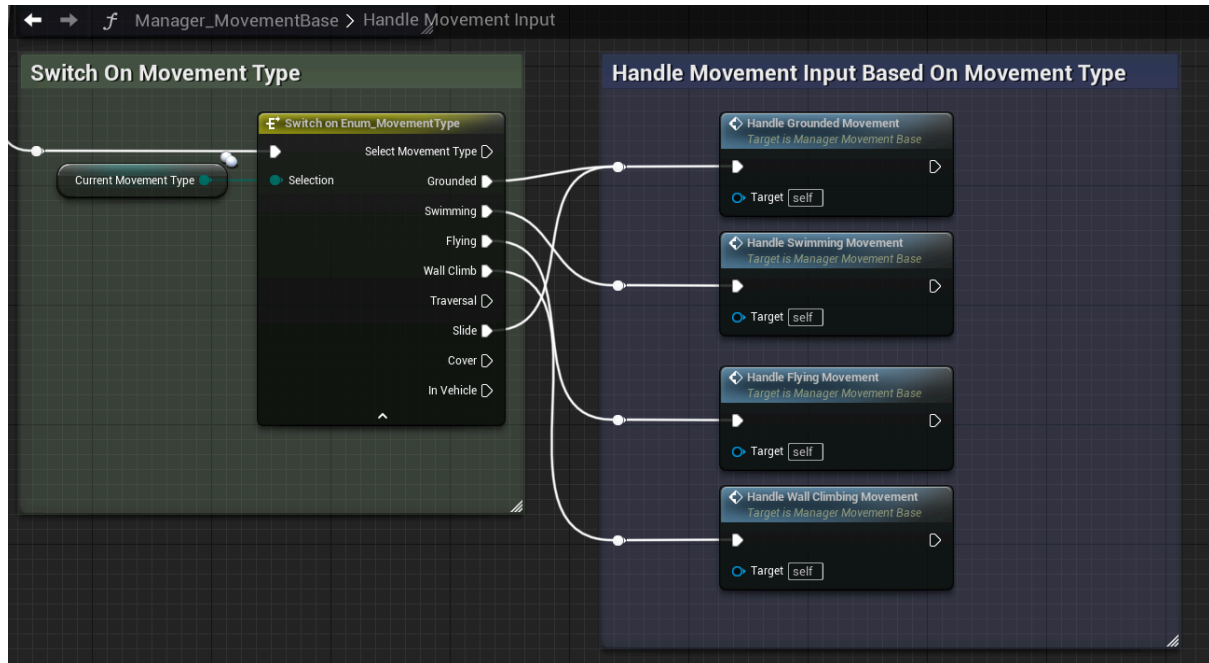 Manager_MovementBase > Handle Movement Input
Switch On Movement Type
Switch on Enum_MovementType
Select Movement Type
Current Movement Type
Selection
Grounded
Swimming
Flying
Wall Climb
Traversal
Slide
Cover
In Vehicle
Handle Movement Input Based On Movement Type
Handle Grounded Movement
Target is Manager Movement Base
Target self
Handle Swimming Movement
Target is Manager Movement Base
Target self
Handle Flying Movement
Target is Manager Movement Base
Target self
Handle Wall Climbing Movement
Target is Manager Movement Base
Target self